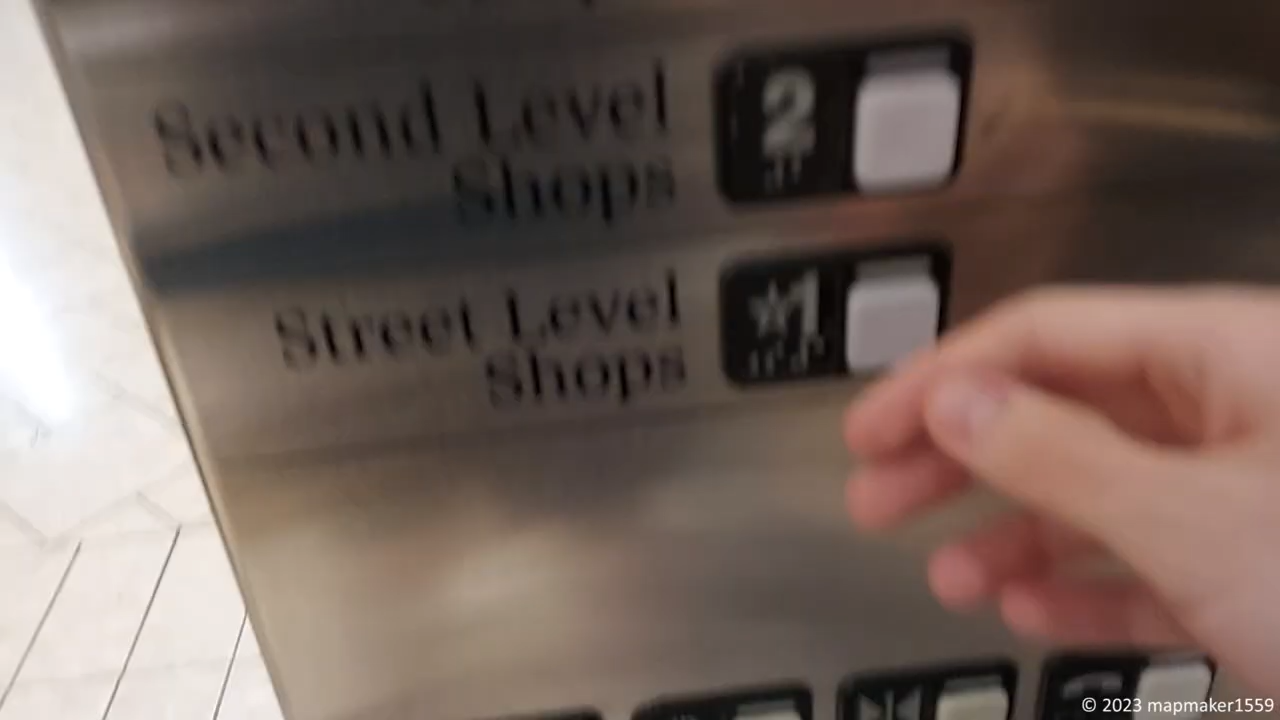 Second Level 2
Shops
Street Level ☆1
Shops
© 2023 mapmaker1559